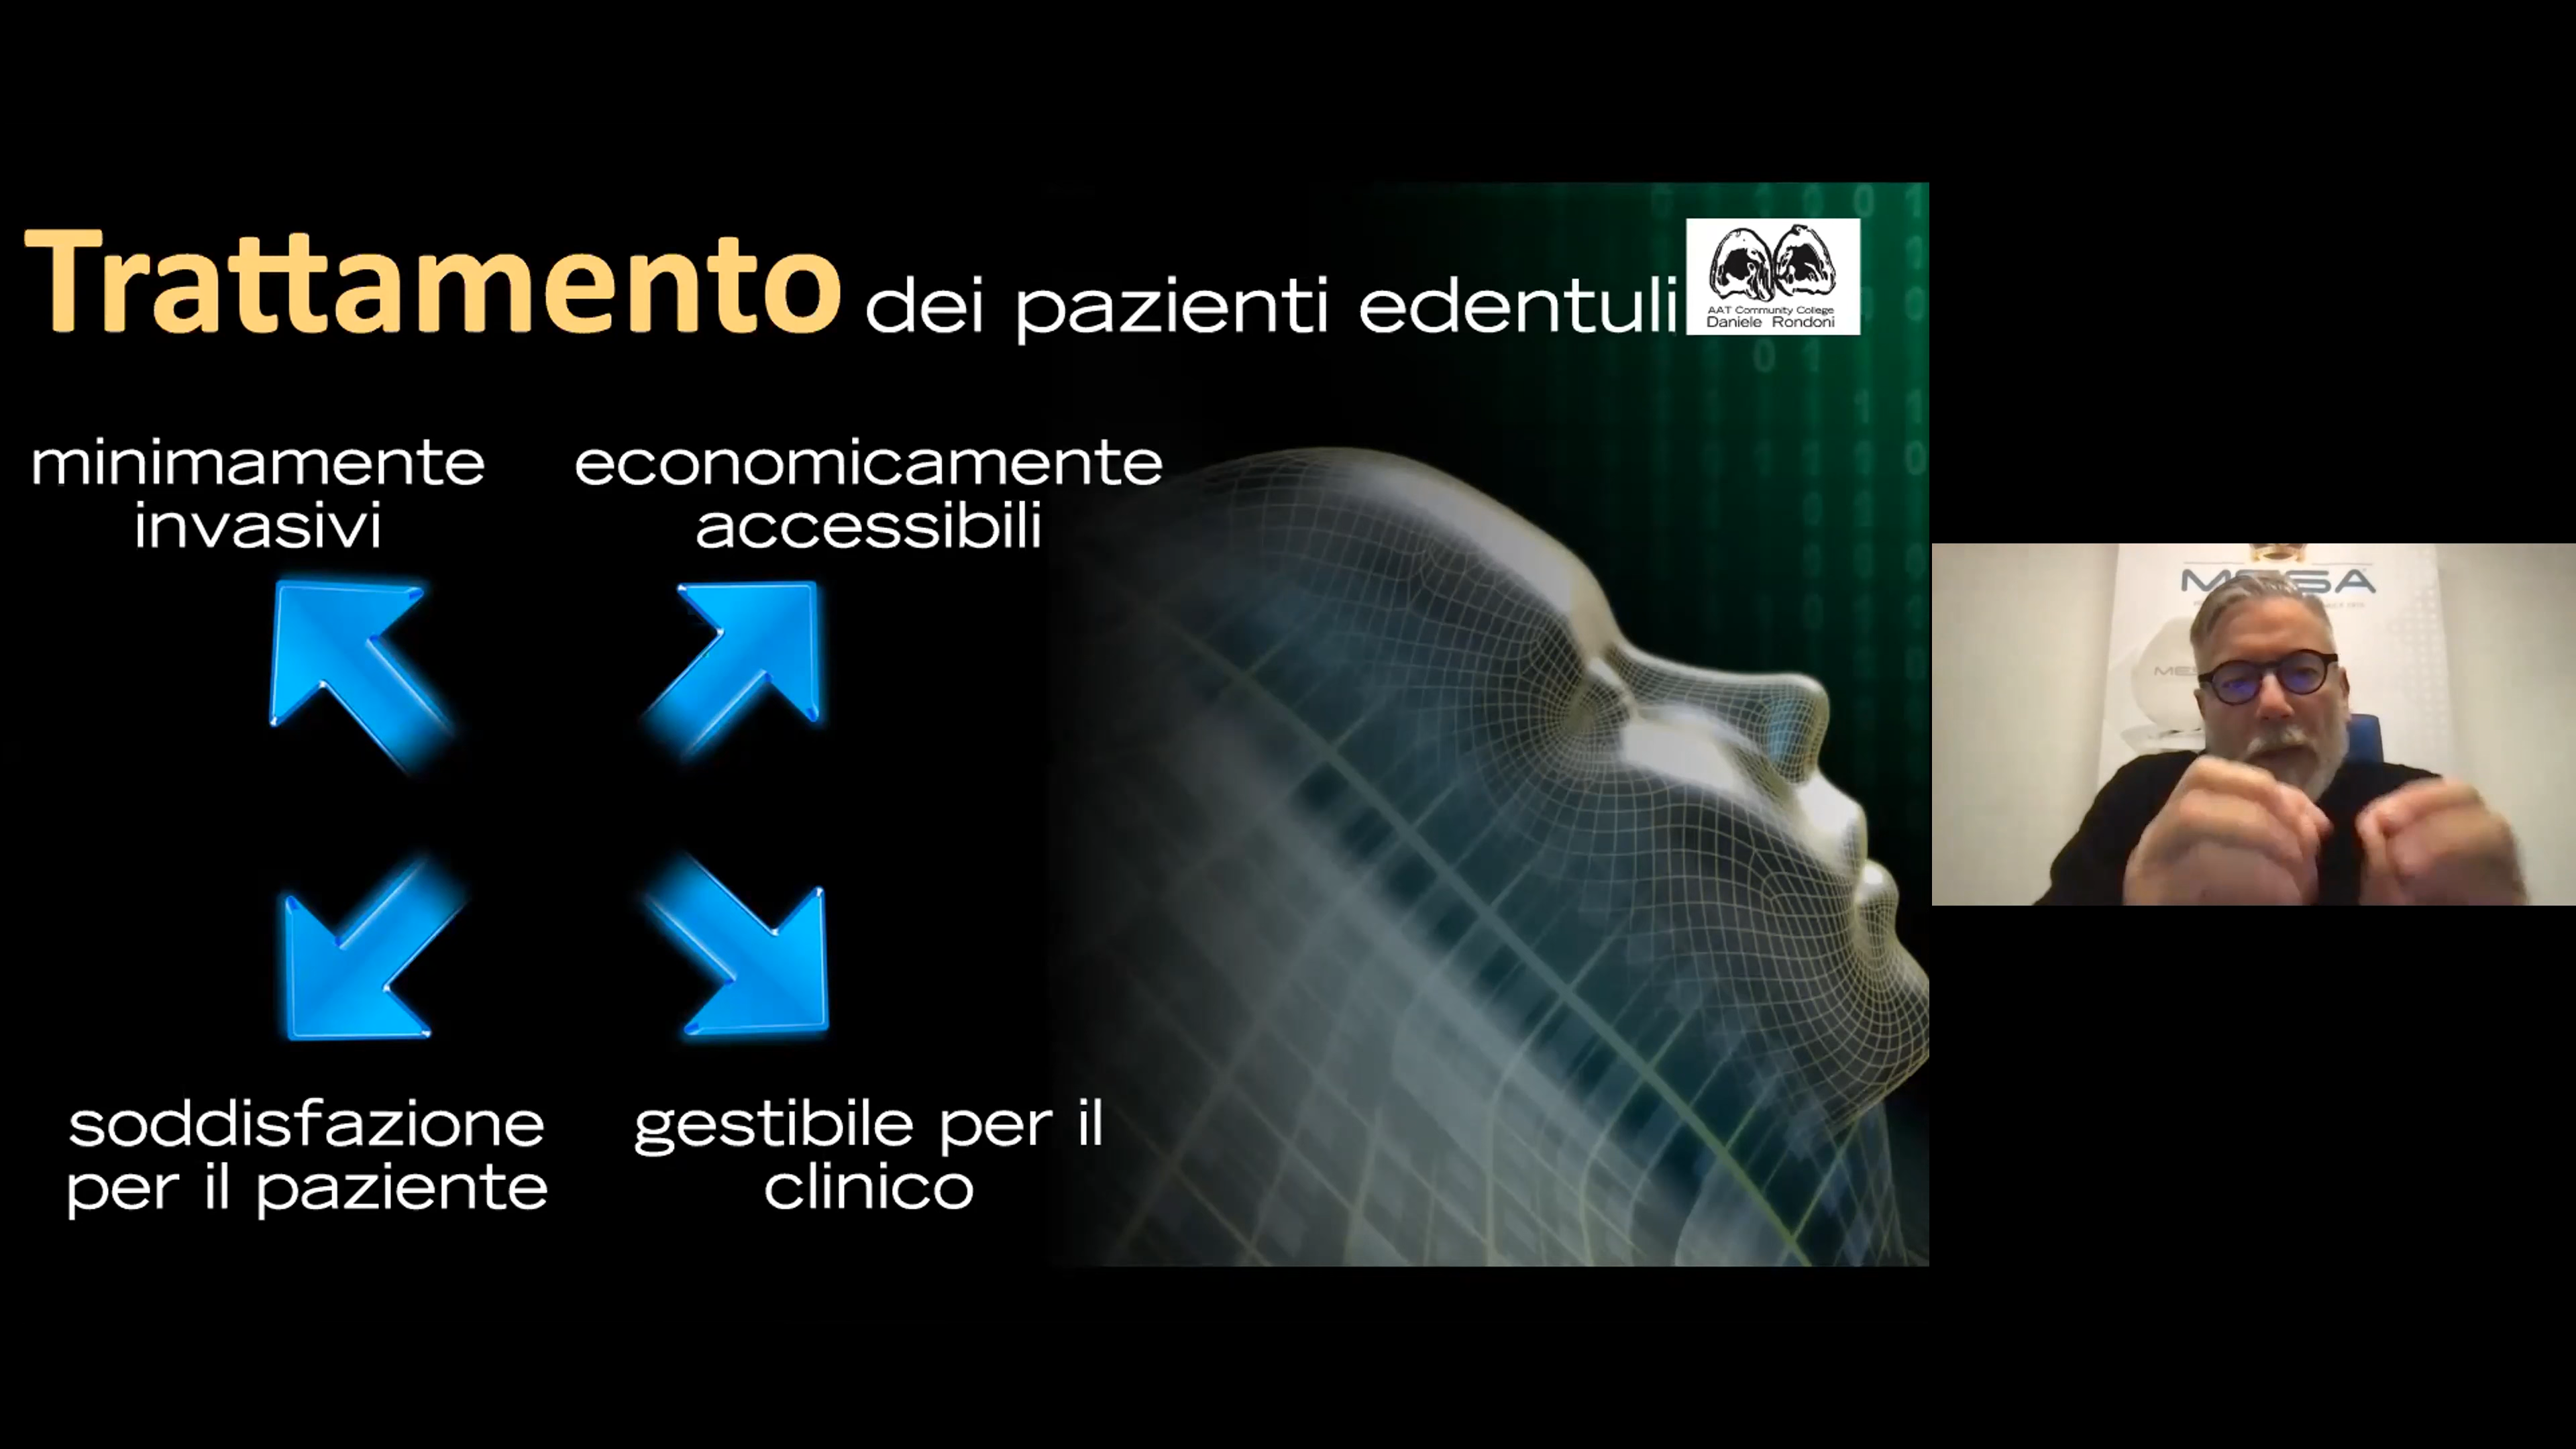 Trattamento dei pazienti edentuli
AAT Community College
Daniele Rondoni
minimamente
invasivi
economicamente
accessibili
soddisfazione
per il paziente
gestibile per il
clinico